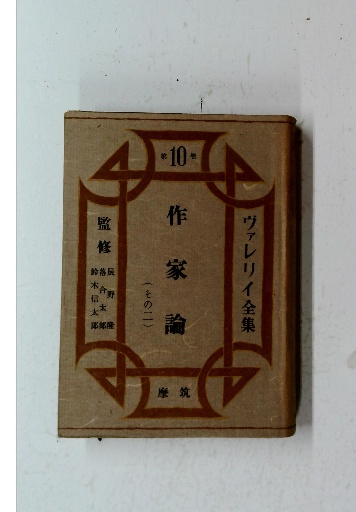 第10巻
ヴァレリイ全集
作家論
(その二)
監修
辰野隆
落合太郎
鈴木信太郎
筑摩